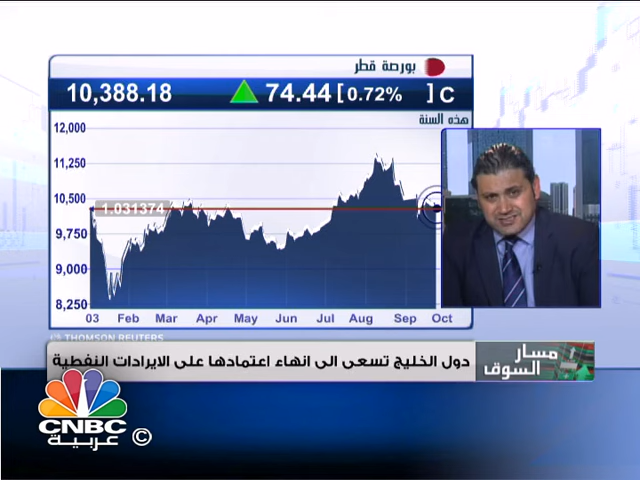 بورصة قطر
10,388.18 74.44 [ 0.72% ] C
هذه السنة
12,000
11,250
10,500
1.031374
9,750
9,000
8,250
03 Feb Mar Apr May Jun Jul Aug Sep Oct
THOMSON REUTERS
مسار السوق
دول الخليج تسعى الى انهاء اعتمادها على الايرادات النفطية
CNBC
عربية ©